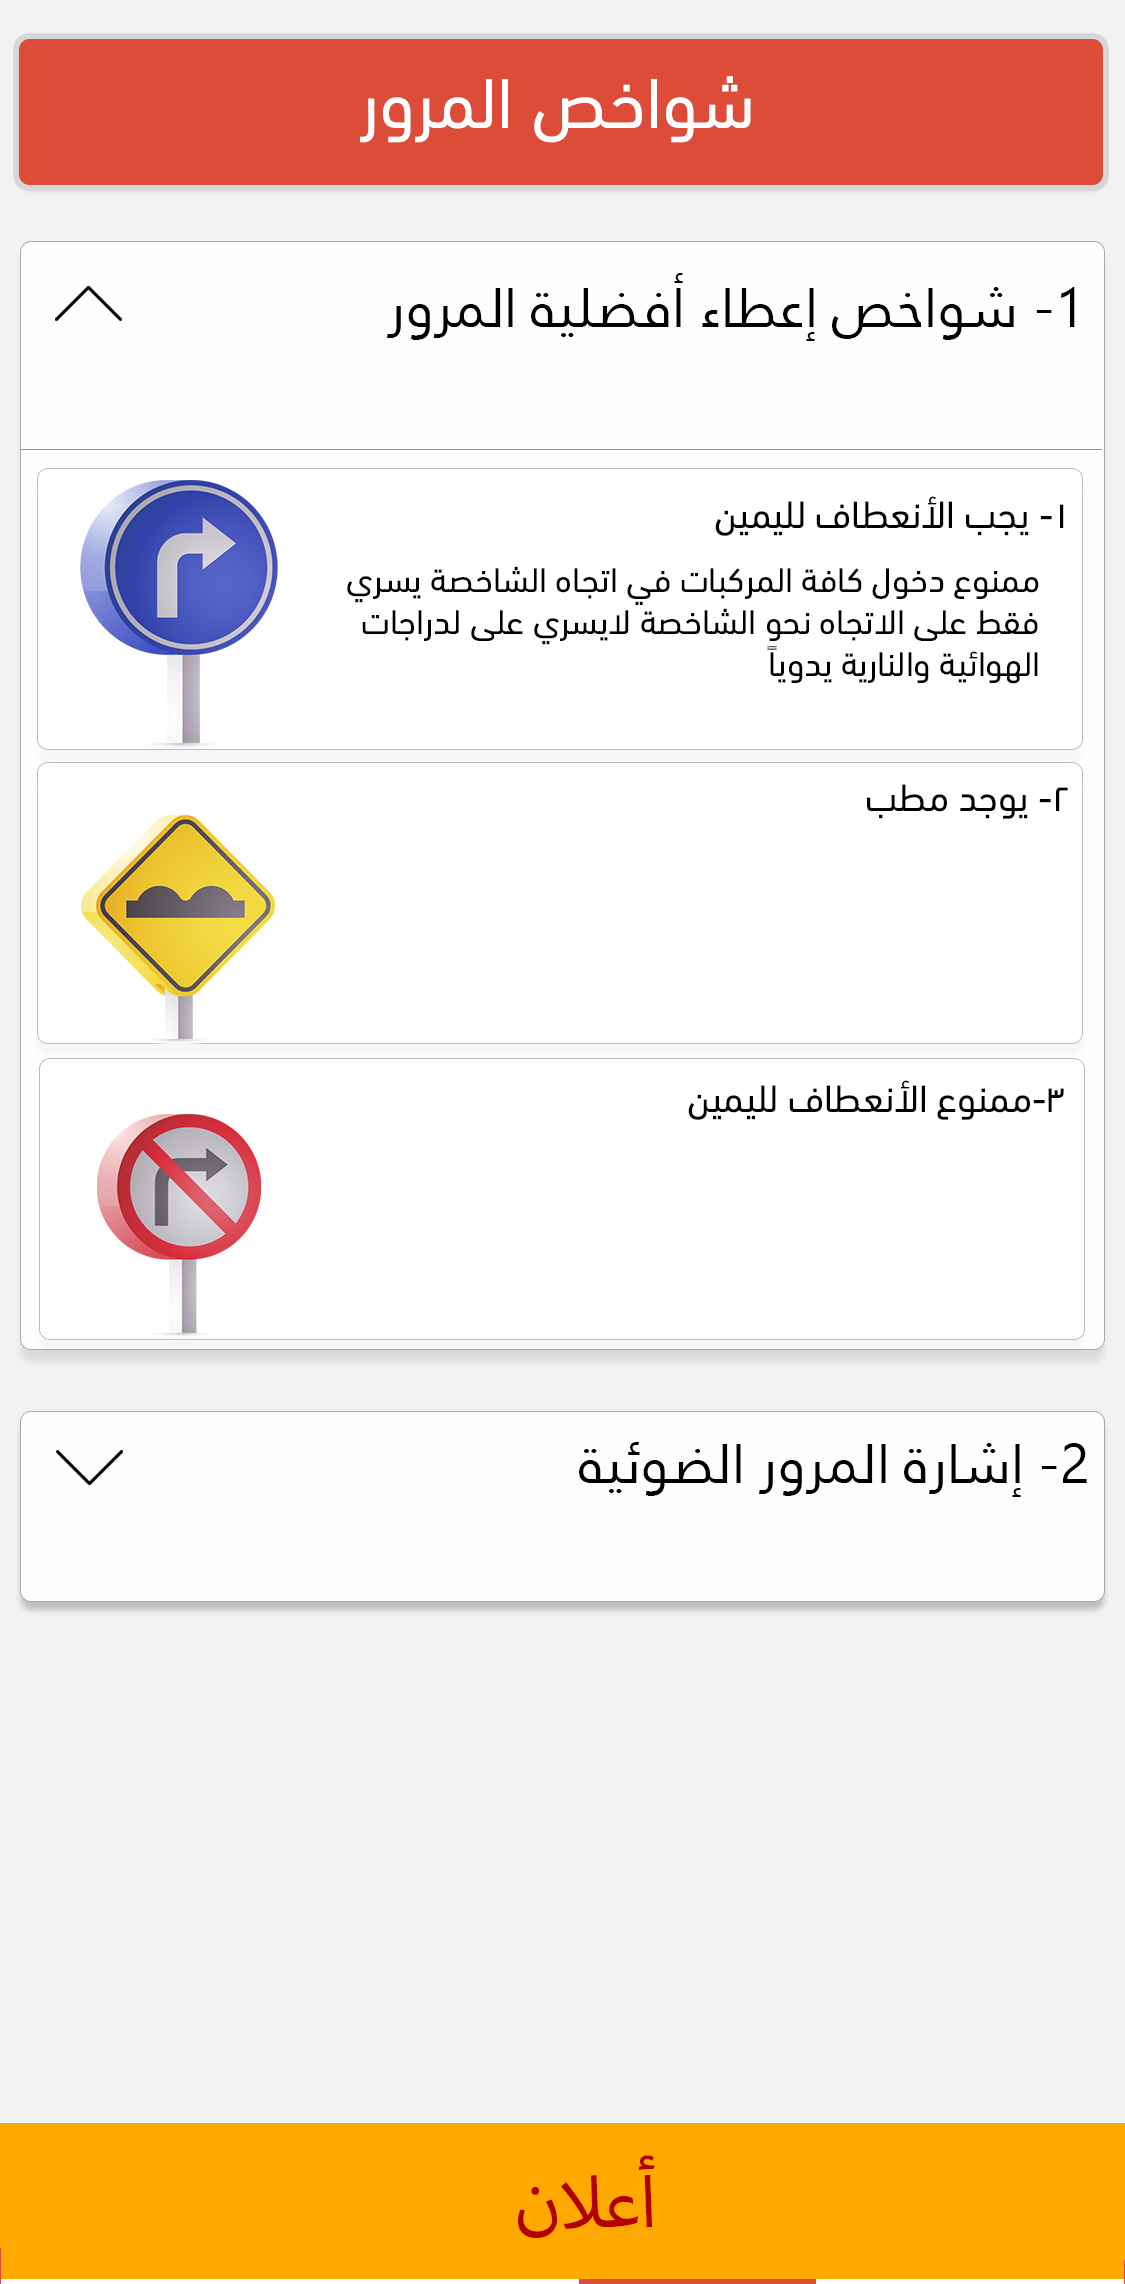 شواخص المرور
1- شواخص إعطاء أفضلية المرور
١- يجب الأنعطاف لليمين
ممنوع دخول كافة المركبات في اتجاه الشاخصة يسري
فقط على الاتجاه نحو الشاخصة لايسري على لدراجات
الهوائية والنارية يدوياً
٢- يوجد مطب
٣-ممنوع الأنعطاف لليمين
2- إشارة المرور الضوئية
أعلان